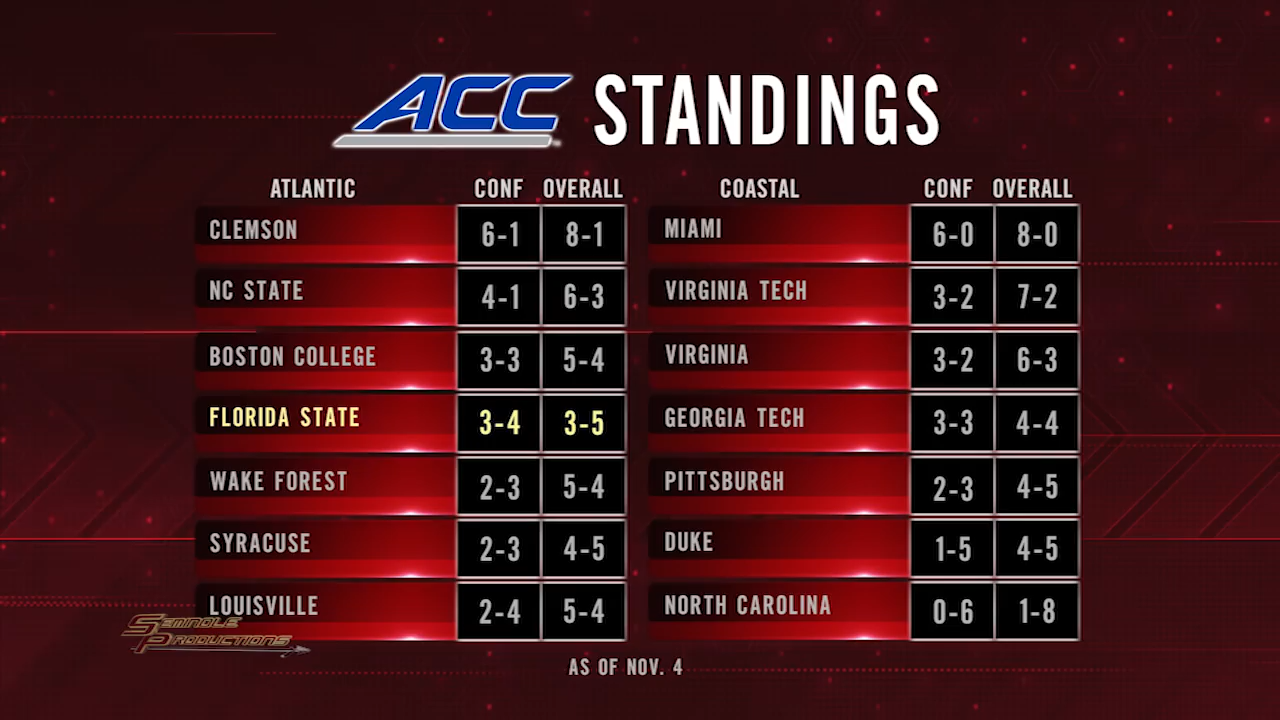 ACC STANDINGS
ATLANTIC CONF OVERALL COASTAL CONF OVERALL
CLEMSON 6-1 8-1 MIAMI 6-0 8-0
NC STATE 4-1 6-3 VIRGINIA TECH 3-2 7-2
BOSTON COLLEGE 3-3 5-4 VIRGINIA 3-2 6-3
FLORIDA STATE 3-4 3-5 GEORGIA TECH 3-3 4-4
WAKE FOREST 2-3 5-4 PITTSBURGH 2-3 4-5
SYRACUSE 2-3 4-5 DUKE 1-5 4-5
LOUISVILLE 2-4 5-4 NORTH CAROLINA 0-6 1-8
SEMINOLE
PRODUCTIONS
AS OF NOV. 4